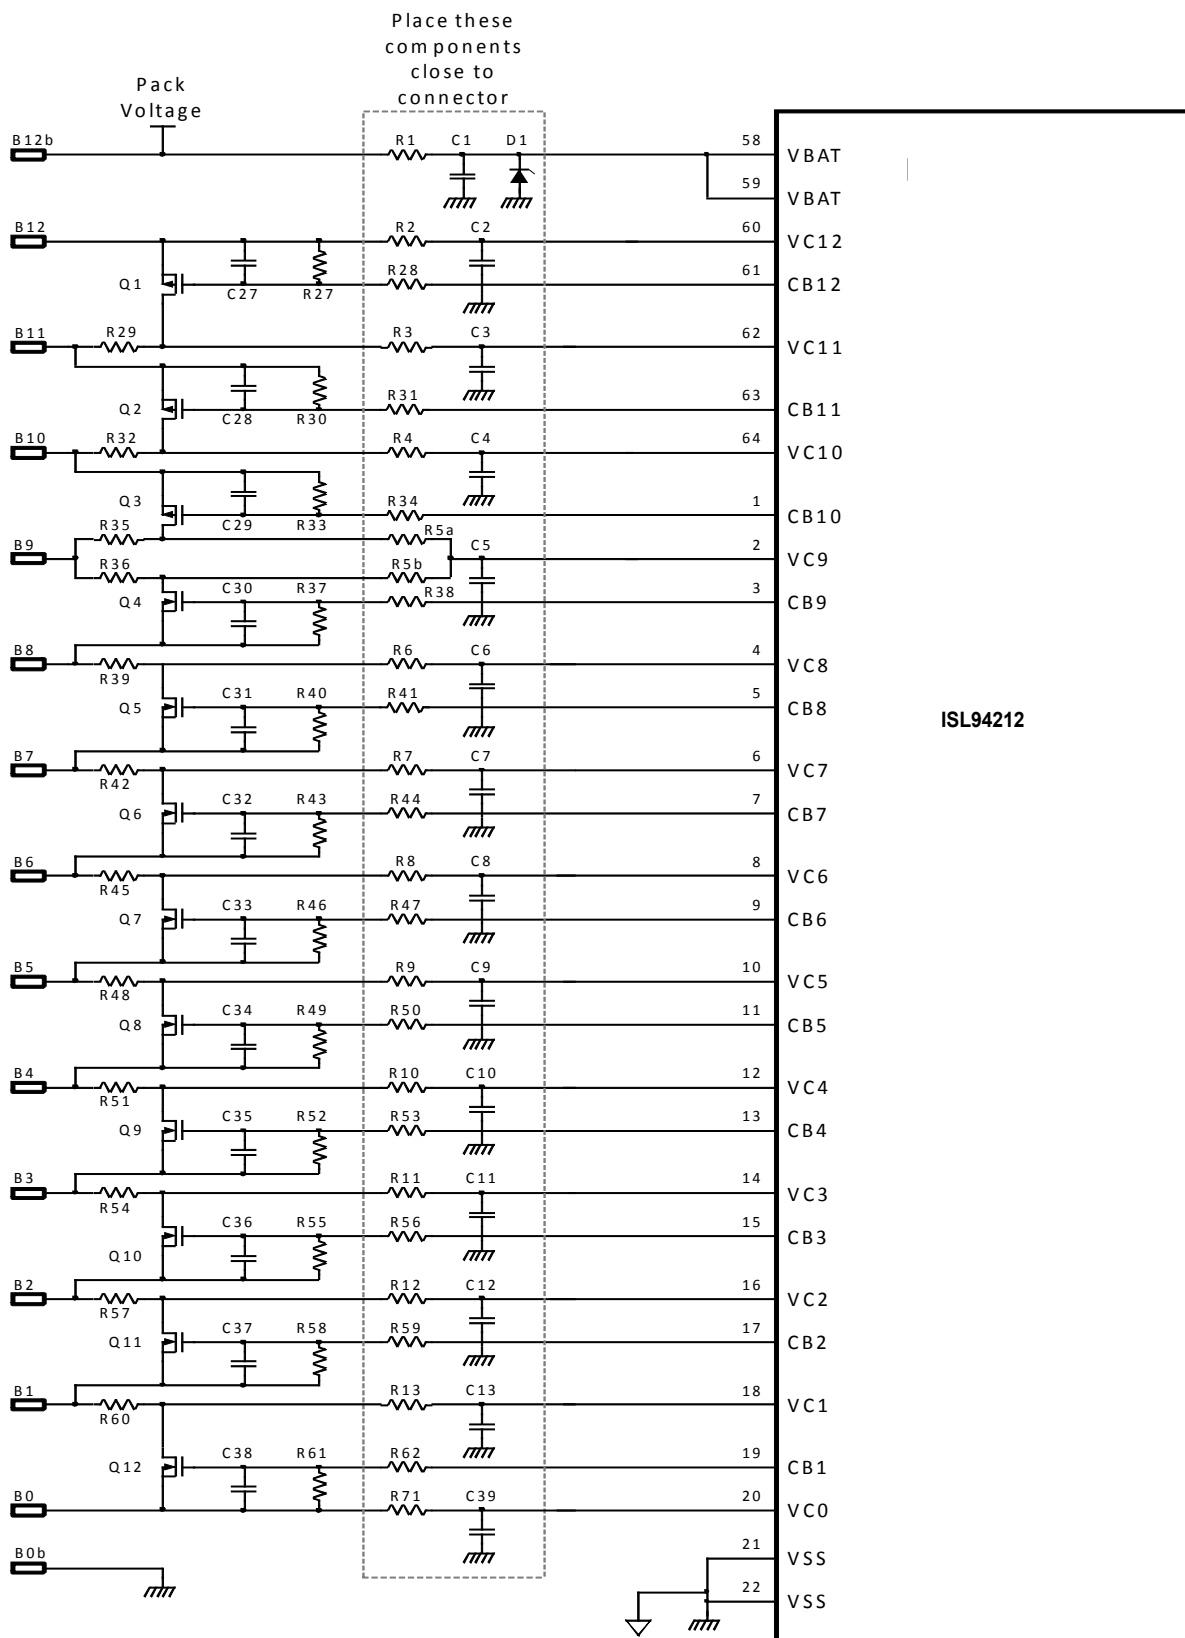 Place these
components
close to
connector
Pack
Voltage
B12b R1 C1 D1 58 VBAT
59 VBAT
B12 R2 C2 60 VC12
Q1 C27 R27 R28 61 CB12
B11 R29 R3 C3 62 VC11
Q2 C28 R30 R31 63 CB11
B10 R32 R4 C4 64 VC10
Q3 C29 R33 R34 1 CB10
R35 R5a
B9 C5 2 VC9
R36 R5b
Q4 C30 R37 R38 3 CB9
B8 R39 R6 C6 4 VC8
Q5 C31 R40 R41 5 CB8
ISL94212
B7 R42 R7 C7 6 VC7
Q6 C32 R43 R44 7 CB7
B6 R45 R8 C8 8 VC6
Q7 C33 R46 R47 9 CB6
B5 R48 R9 C9 10 VC5
Q8 C34 R49 R50 11 CB5
B4 R51 R10 C10 12 VC4
Q9 C35 R52 R53 13 CB4
B3 R54 R11 C11 14 VC3
Q10 C36 R55 R56 15 CB3
B2 R57 R12 C12 16 VC2
Q11 C37 R58 R59 17 CB2
B1 R60 R13 C13 18 VC1
Q12 C38 R61 R62 19 CB1
B0 R71 C39 20 VC0
B0b 21 VSS
22 VSS